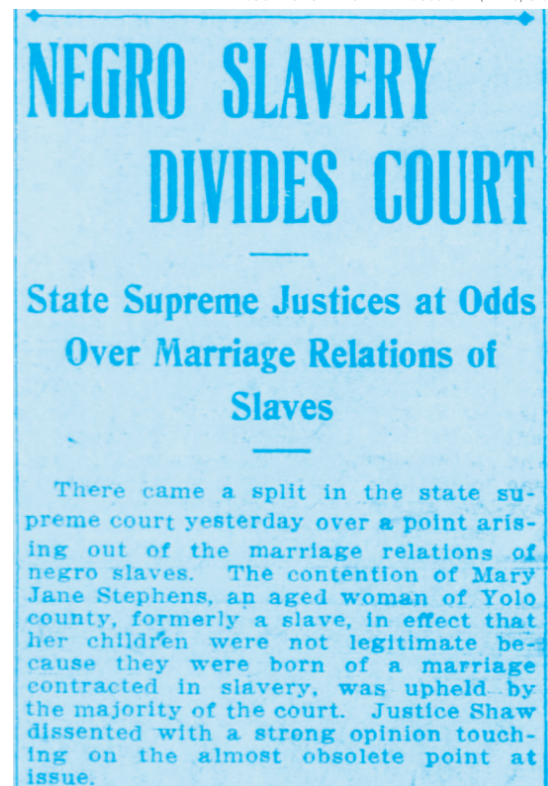 NEGRO SLAVERY
DIVIDES COURT
State Supreme Justices at Odds
Over Marriage Relations of
Slaves
There came a split in the state su-
preme court yesterday over a point aris-
ing out of the marriage relations of
negro slaves. The contention of Mary
Jane Stephens, an aged woman of Yolo
county, formerly a slave, in effect that
her children were not legitimate be-
cause they were born of a marriage
contracted in slavery, was upheld by
the majority of the court. Justice Shaw
dissented with a strong opinion touch-
ing on the almost obsolete point at
issue.